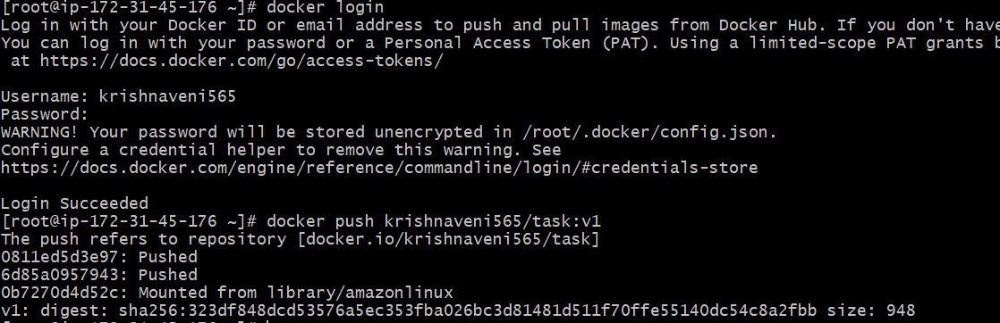 [root@ip-172-31-45-176 ~]# docker login
Log in with your Docker ID or email address to push and pull images from Docker Hub. If you don't have
You can log in with your password or a Personal Access Token (PAT). Using a limited-scope PAT grants
at https://docs.docker.com/go/access-tokens/
Username: krishnaveni565
Password:
WARNING! Your password will be stored unencrypted in /root/.docker/config.json.
Configure a credential helper to remove this warning. See
https://docs.docker.com/engine/reference/commandline/login/#credentials-store
Login Succeeded
[root@ip-172-31-45-176 ~]# docker push krishnaveni565/task:v1
The push refers to repository [docker.io/krishnaveni565/task]
0811ed5d3e97: Pushed
6d85a0957943: Pushed
0b7270d4d52c: Mounted from library/amazonlinux
v1: digest: sha256:323df848dcd53576a5ec353fba026bc3d81481d511f70ffe55140dc54c8a2fbb size: 948